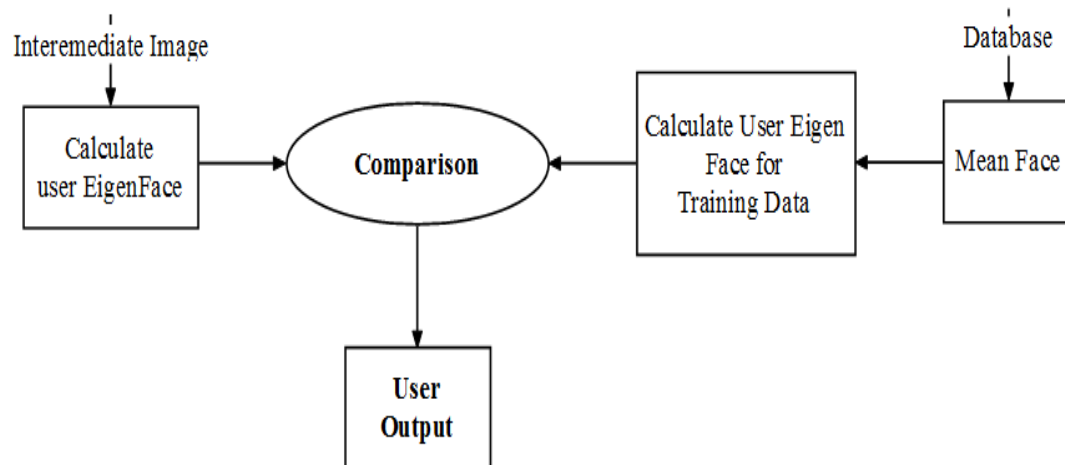 Interemediate Image
Database
Calculate
user EigenFace
Comparison
Calculate User Eigen
Face for
Training Data
Mean Face
User
Output